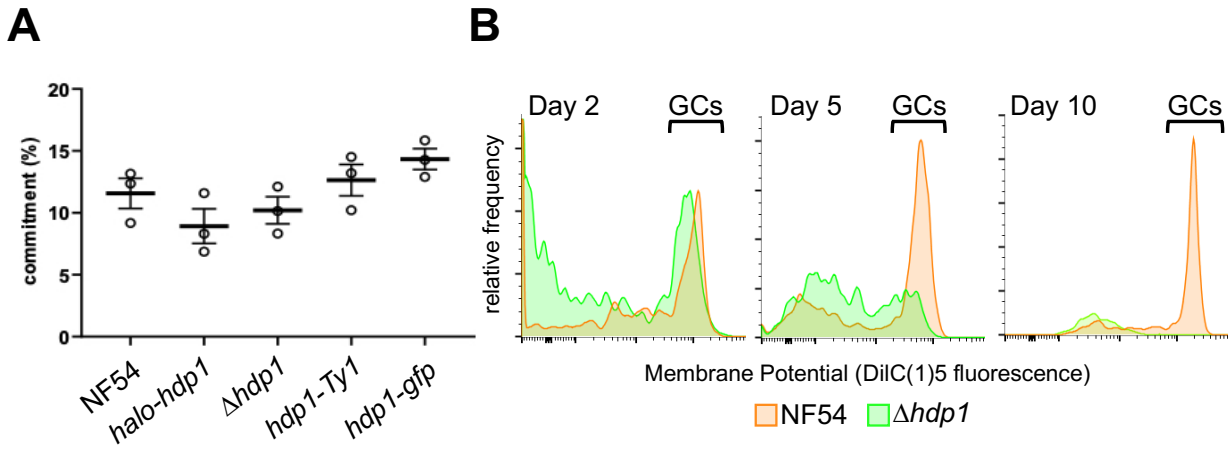 A
B
20
15
10
5
0
commitment (%)
NF54
halo-hdp1
Δhdp1
hdp1-Ty1
hdp1-gfp
Day 2
GCs
Day 5
GCs
Day 10
GCs
relative frequency
Membrane Potential (DilC(1)5 fluorescence)
NF54
Δhdp1